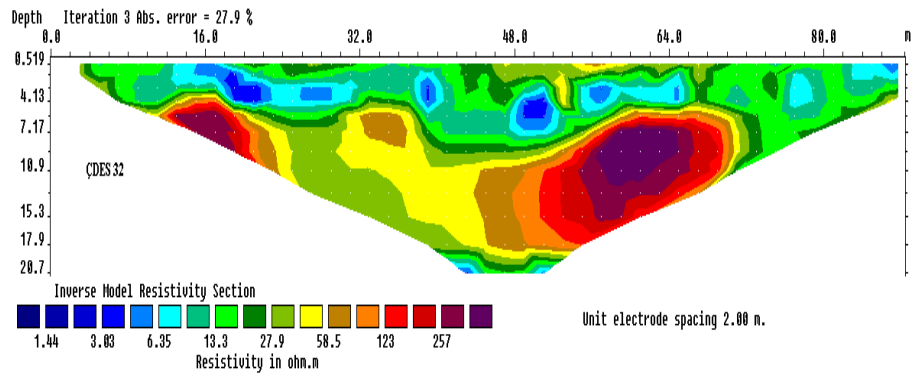 Depth Iteration 3 Abs. error = 27.9 %
0.0 16.0 32.0 48.0 64.0 80.0 m
0.519
4.13
7.17
10.9
ÇDES 32
15.3
17.9
20.7
Inverse Model Resistivity Section
Unit electrode spacing 2.00 m.
1.44 3.03 6.35 13.3 27.9 58.5 123 257
Resistivity in ohm.m